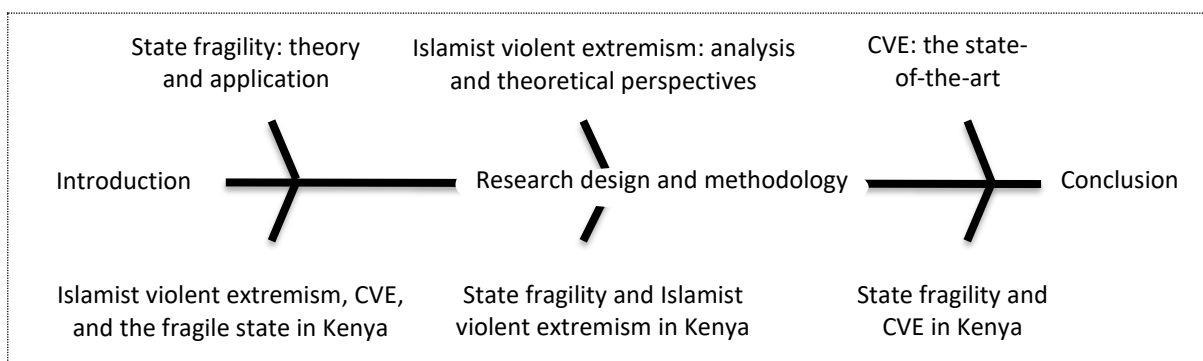 State fragility: theory
and application
Islamist violent extremism: analysis
and theoretical perspectives
CVE: the state-
of-the-art
Introduction
Research design and methodology
Conclusion
Islamist violent extremism, CVE,
and the fragile state in Kenya
State fragility and Islamist
violent extremism in Kenya
State fragility and
CVE in Kenya